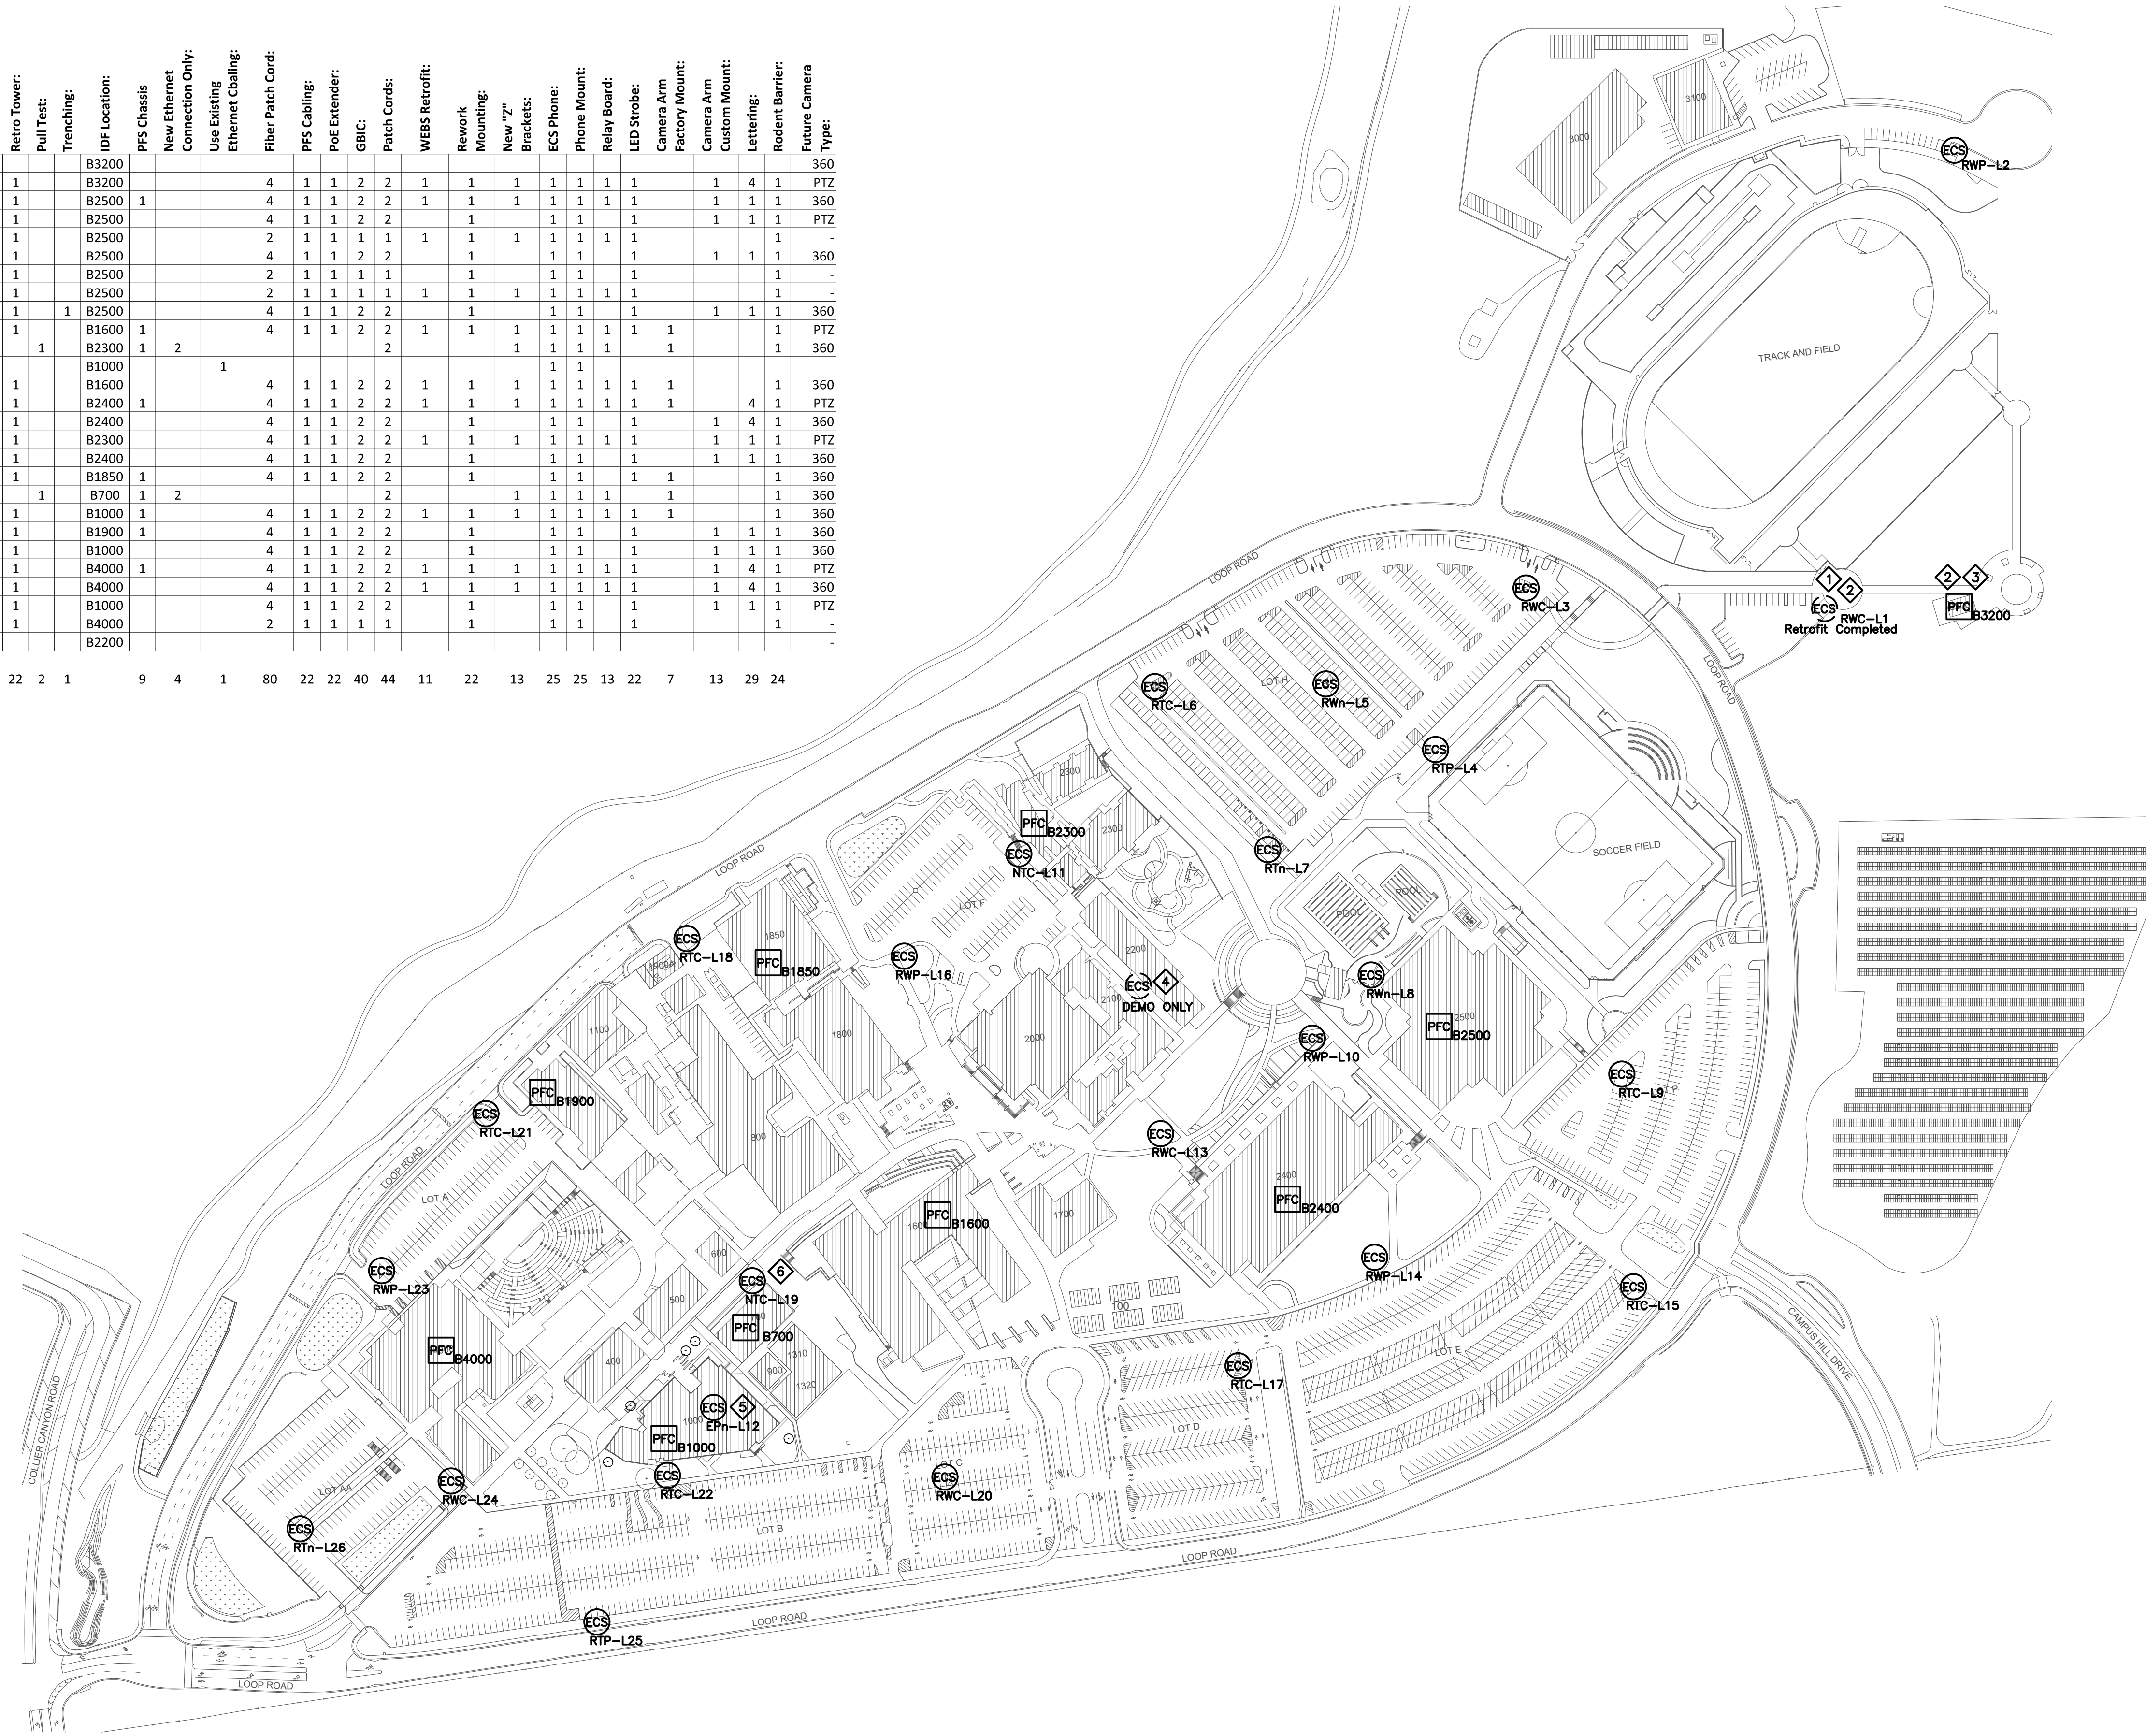 Retro Tower:
Pull Test:
Trenching:
IDF Location:
PFS Chassis
New Ethernet
Connection Only:
Use Existing
Ethernet Cbaling:
Fiber Patch Cord:
PFS Cabling:
PoE Extender:
GBIC:
Patch Cords:
WEBS Retrofit:
Rework
Mounting:
New "Z"
Brackets:
ECS Phone:
Phone Mount:
Relay Board:
LED Strobe:
Camera Arm
Factory Mount:
Camera Arm
Custom Mount:
Lettering:
Rodent Barrier:
Future Camera
Type:
B3200 360
1 B3200 4 1 1 2 2 1 1 1 1 1 1 1 1 4 1 PTZ
1 B2500 1 4 1 1 2 2 1 1 1 1 1 1 1 1 1 1 360
1 B2500 4 1 1 2 2 1 1 1 1 1 1 1 PTZ
1 B2500 2 1 1 1 1 1 1 1 1 1 1 1 1 -
1 B2500 4 1 1 2 2 1 1 1 1 1 1 1 360
1 B2500 2 1 1 1 1 1 1 1 1 1 -
1 B2500 2 1 1 1 1 1 1 1 1 1 1 1 1 -
1 1 B2500 4 1 1 2 2 1 1 1 1 1 1 1 360
1 B1600 1 4 1 1 2 2 1 1 1 1 1 1 1 1 1 PTZ
1 B2300 1 2 2 1 1 1 1 1 1 360
B1000 1 1 1
1 B1600 4 1 1 2 2 1 1 1 1 1 1 1 1 1 360
1 B2400 1 4 1 1 2 2 1 1 1 1 1 1 1 1 4 1 PTZ
1 B2400 4 1 1 2 2 1 1 1 1 1 4 1 360
1 B2300 4 1 1 2 2 1 1 1 1 1 1 1 1 1 1 PTZ
1 B2400 4 1 1 2 2 1 1 1 1 1 1 1 360
1 B1850 1 4 1 1 2 2 1 1 1 1 1 1 360
1 B700 1 2 2 1 1 1 1 1 1 360
1 B1000 1 4 1 1 2 2 1 1 1 1 1 1 1 1 1 360
1 B1900 1 4 1 1 2 2 1 1 1 1 1 1 1 360
1 B1000 4 1 1 2 2 1 1 1 1 1 1 1 360
1 B4000 1 4 1 1 2 2 1 1 1 1 1 1 1 1 4 1 PTZ
1 B4000 4 1 1 2 2 1 1 1 1 1 1 1 1 4 1 360
1 B1000 4 1 1 2 2 1 1 1 1 1 1 1 PTZ
1 B4000 2 1 1 1 1 1 1 1 1 1 -
B2200 -
22 2 1 9 4 1 80 22 22 40 44 11 22 13 25 25 13 22 7 13 29 24
3100
3000
ECS
RWP-L2
TRACK AND FIELD
LOOP ROAD
ECS
RWC-L3
1
2
2
3
ECS
RWC-L1
Retrofit Completed
PFC
B3200
LOOP ROAD
ECS
RTC-L6
LOT H
ECS
RWn-L5
ECS
RTP-L4
2300
PFC
B2300
2300
ECS
NTC-L11
ECS
RTn-L7
SOCCER FIELD
LOOP ROAD
POOL
POOL
LOT F
1850
ECS
RTC-L18
PFC
B1850
1900A
ECS
RWP-L16
2200
ECS
4
2100
DEMO ONLY
ECS
RWn-L8
2500
PFC
B2500
1100
1800
2000
ECS
RWP-L10
ECS
RTC-L9
PFC
B1900
ECS
RTC-L21
800
ECS
RWC-L13
LOOP ROAD
LOT A
2400
PFC
B2400
1600
PFC
B1600
1700
600
6
ECS
NTC-L19
ECS
RWP-L23
500
ECS
RWP-L14
ECS
RTC-L15
100
CAMPUS HILL DRIVE
PFC
B700
PFC
B4000
400
1310
900
1320
LOT E
ECS
RTC-L17
COLLIER CANYON ROAD
ECS
5
EPn-L12
1000
PFC
B1000
LOT D
ECS
RTC-L22
ECS
RWC-L20
LOT AA
ECS
RWC-L24
ECS
RTn-L26
LOT B
LOOP ROAD
ECS
RTP-L25
LOOP ROAD
LOOP ROAD